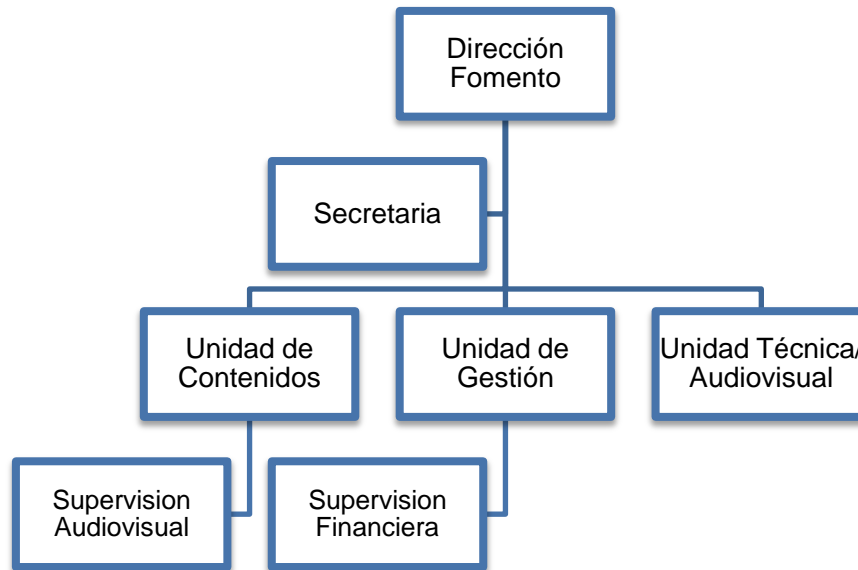 Dirección
Fomento
Secretaria
Unidad de
Contenidos
Unidad de
Gestión
Unidad Técnica/
Audiovisual
Supervision
Audiovisual
Supervision
Financiera